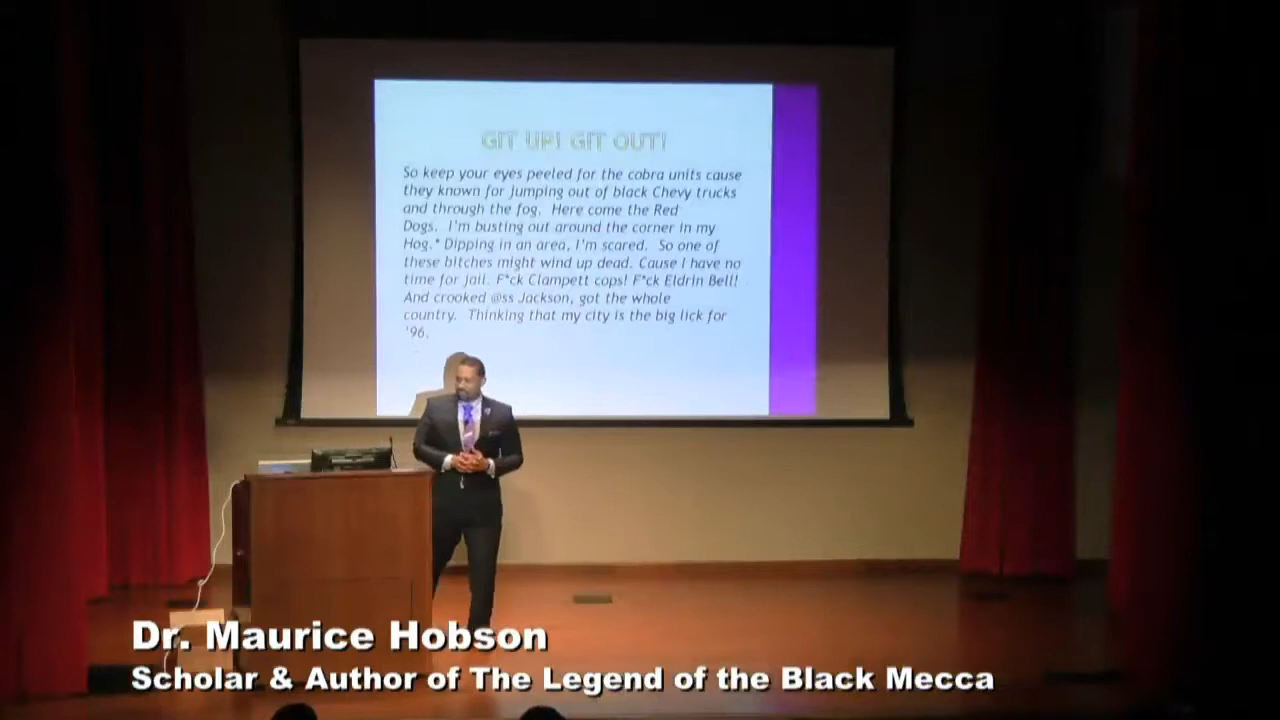 GIT UP! GIT OUT!
So keep your eyes peeled for the cobra units cause
they known for jumping out of black Chevy trucks
and through the fog. Here come the Red
Dogs. I'm busting out around the corner in my
Hog.* Dipping in an area, I'm scared. So one of
these bitches might wind up dead. Cause I have no
time for jail. F*ck Clampett cops! F*ck Eldrin Bell!
And crooked @ss Jackson, got the whole
country. Thinking that my city is the big lick for
'96.
Dr. Maurice Hobson
Scholar & Author of The Legend of the Black Mecca